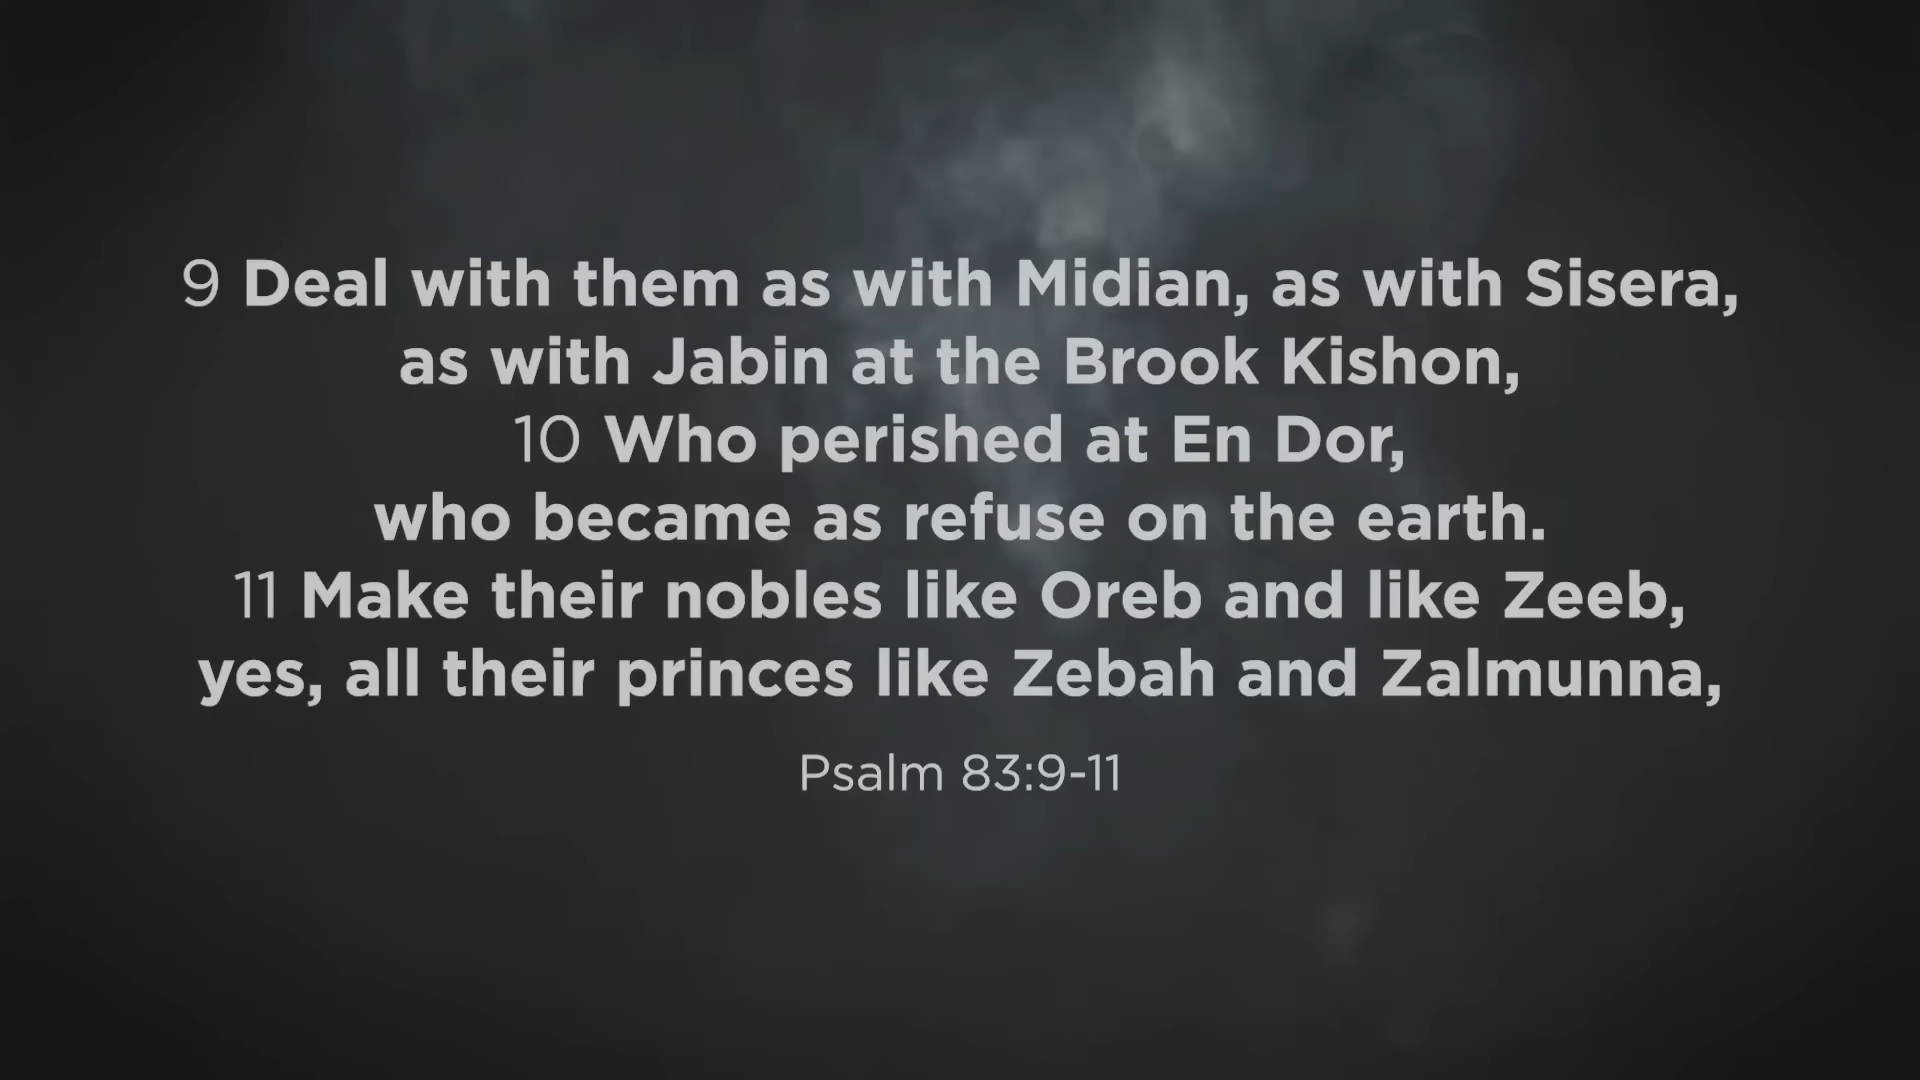 9 Deal with them as with Midian, as with Sisera,
as with Jabin at the Brook Kishon,
10 Who perished at En Dor,
who became as refuse on the earth.
11 Make their nobles like Oreb and like Zeeb,
yes, all their princes like Zebah and Zalmunna,
Psalm 83:9-11